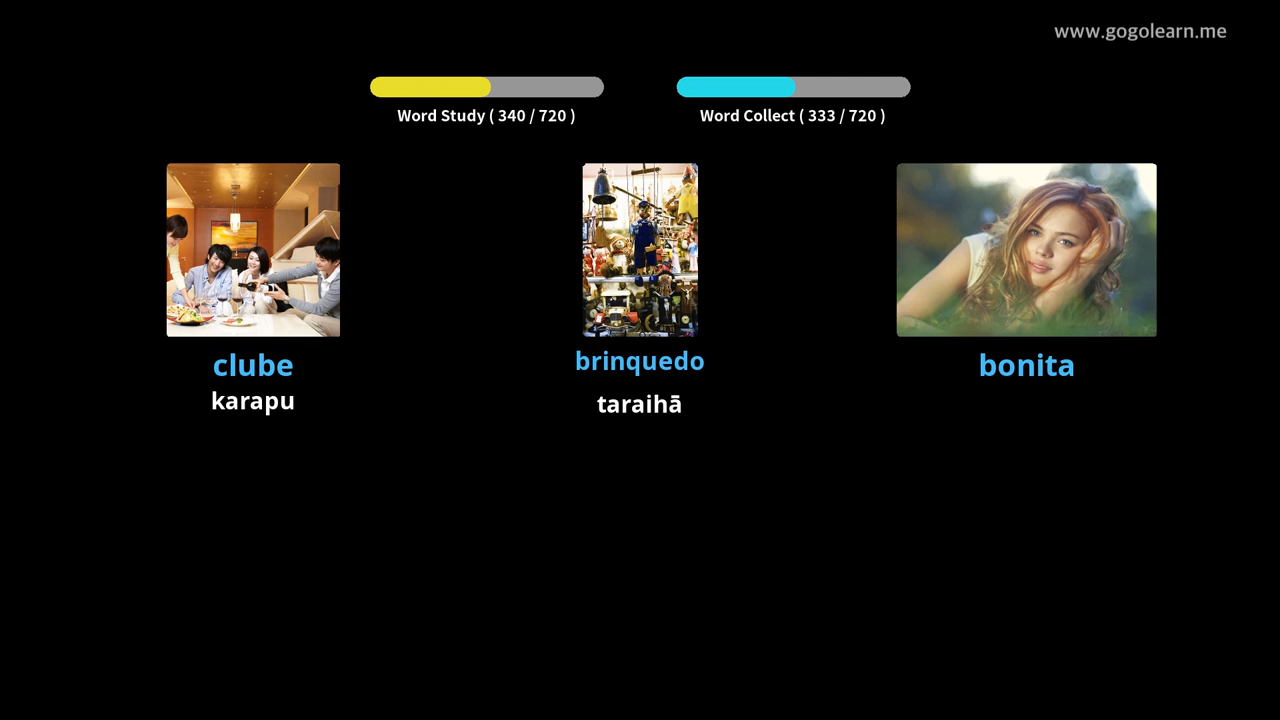 www.gogolearn.me
Word Study ( 340 / 720 )
Word Collect ( 333 / 720 )
clube
karapu
brinquedo
taraihā
bonita